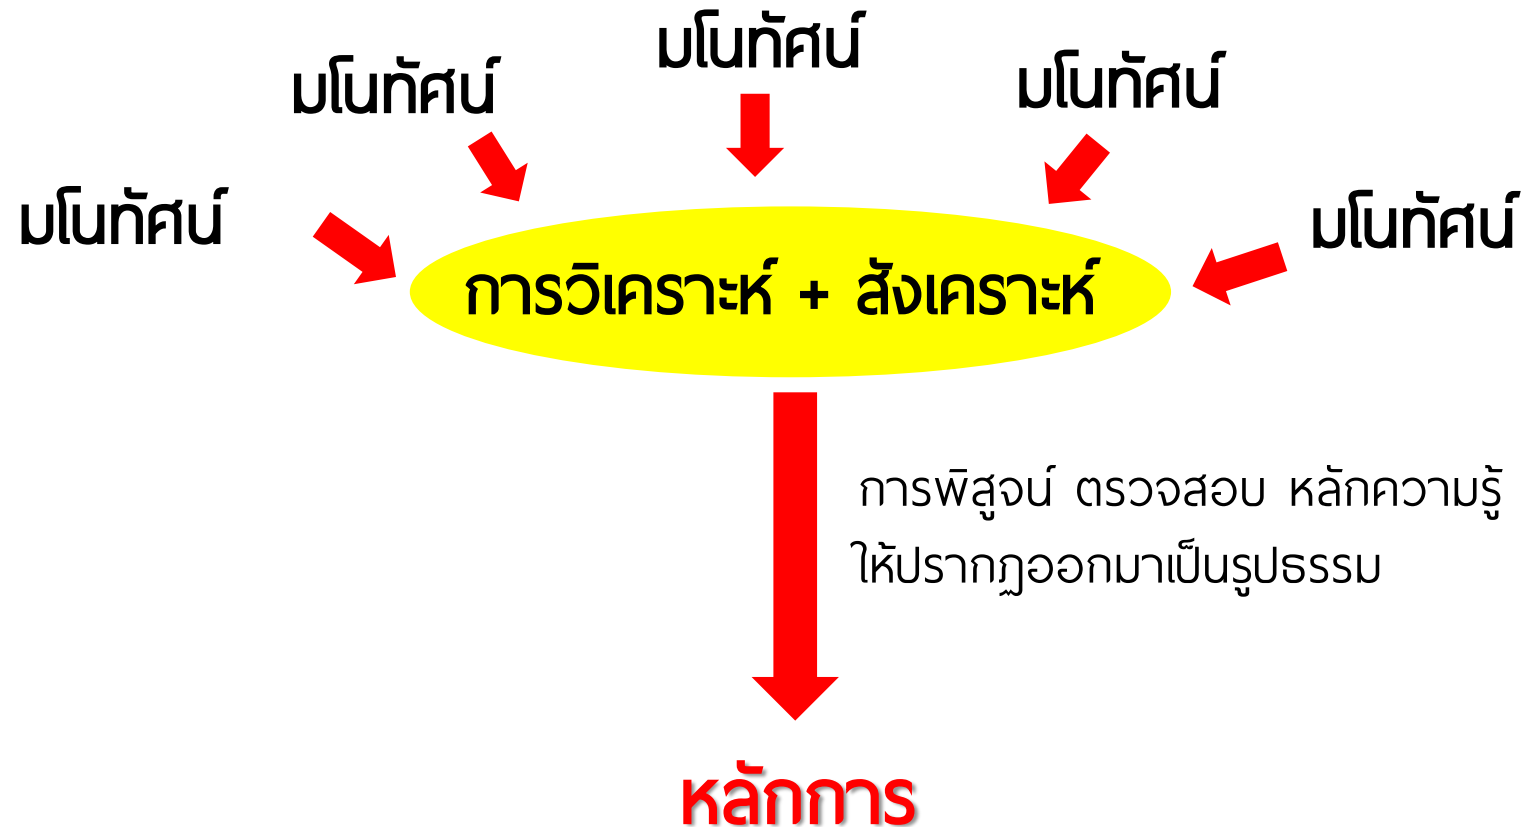 มโนทัศน์
มโนทัศน์
มโนทัศน์
มโนทัศน์
มโนทัศน์
การวิเคราะห์ + สังเคราะห์
การพิสูจน์ ตรวจสอบ หลักความรู้
ให้ปรากฏออกมาเป็นรูปธรรม
หลักการ